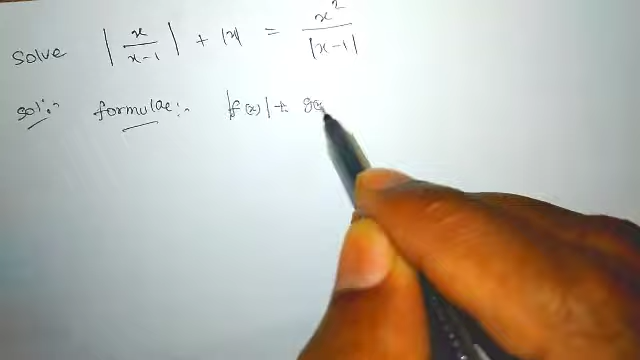 Solve |x/(x-1)| + |x| = x²/|x-1|
Sol:- formulae:- |f(x)| + g(x